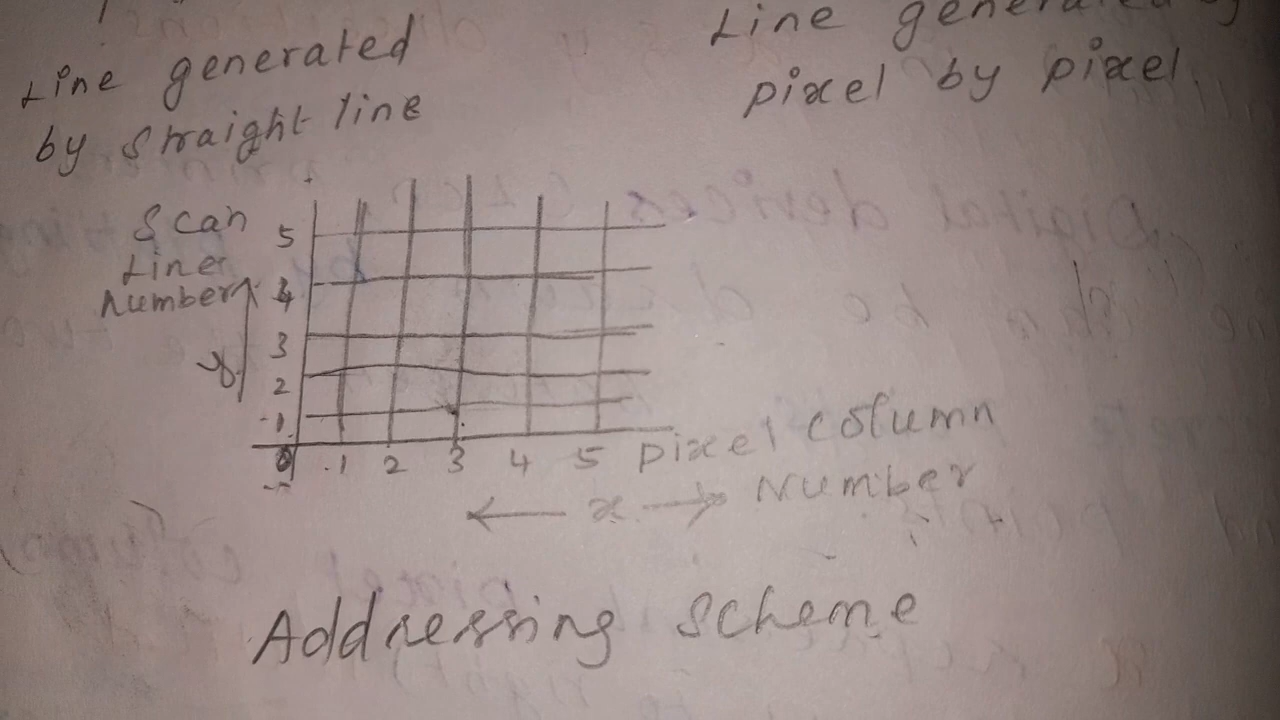 Line generated
by straight line
Line generated by
pixel by pixel
Scan
Line
Number
y
5
4
3
2
1
0 1 2 3 4 5 pixel column
x Number
Addressing Scheme